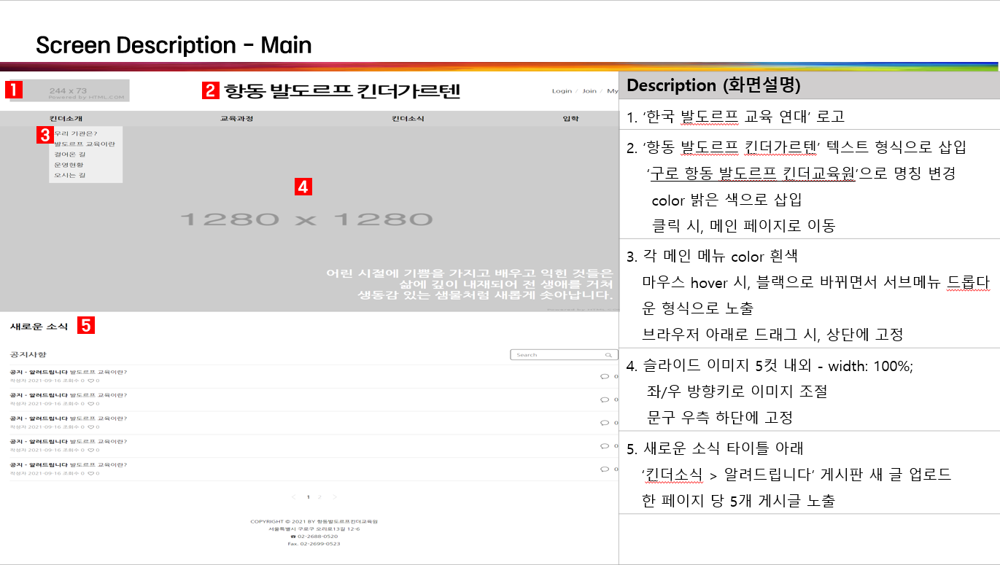 Screen Description - Main
1
244 x 73
Powered by HTML.COM
2 항동 발도르프 킨더가르텐
Login / Join / My
킨더소개 교육과정 킨더소식 입학
3
우리 기관은?
발도르프 교육이란
걸어온 길
운영현황
오시는 길
4
1280 x 1280
어린 시절에 기쁨을 가지고 배우고 익힌 것들은
삶에 깊이 내재되어 전 생애를 거쳐
생동감 있는 샘물처럼 새롭게 솟아납니다.
새로운 소식 5
공지사항
Search
공지 - 알려드립니다 발도르프 교육이란?
작성자 2021-09-16 조회수 0 ♡ 0
0
공지 - 알려드립니다 발도르프 교육이란?
작성자 2021-09-16 조회수 0 ♡ 0
0
공지 - 알려드립니다 발도르프 교육이란?
작성자 2021-09-16 조회수 0 ♡ 0
0
공지 - 알려드립니다 발도르프 교육이란?
작성자 2021-09-16 조회수 0 ♡ 0
0
공지 - 알려드립니다 발도르프 교육이란?
작성자 2021-09-16 조회수 0 ♡ 0
0
< 1 2 >
COPYRIGHT © 2021 BY 항동발도르프킨더교육원
서울특별시 구로구 오리로13길 12-6
☎ 02-2688-0520
Fax. 02-2699-0523
Description (화면설명)
1. '한국 발도르프 교육 연대' 로고
2. '항동 발도르프 킨더가르텐' 텍스트 형식으로 삽입
'구로 항동 발도르프 킨더교육원'으로 명칭 변경
color 밝은 색으로 삽입
클릭 시, 메인 페이지로 이동
3. 각 메인 메뉴 color 흰색
마우스 hover 시, 블랙으로 바뀌면서 서브메뉴 드롭다
운 형식으로 노출
브라우저 아래로 드래그 시, 상단에 고정
4. 슬라이드 이미지 5컷 내외 - width: 100%;
좌/우 방향키로 이미지 조절
문구 우측 하단에 고정
5. 새로운 소식 타이틀 아래
'킨더소식 > 알려드립니다' 게시판 새 글 업로드
한 페이지 당 5개 게시글 노출